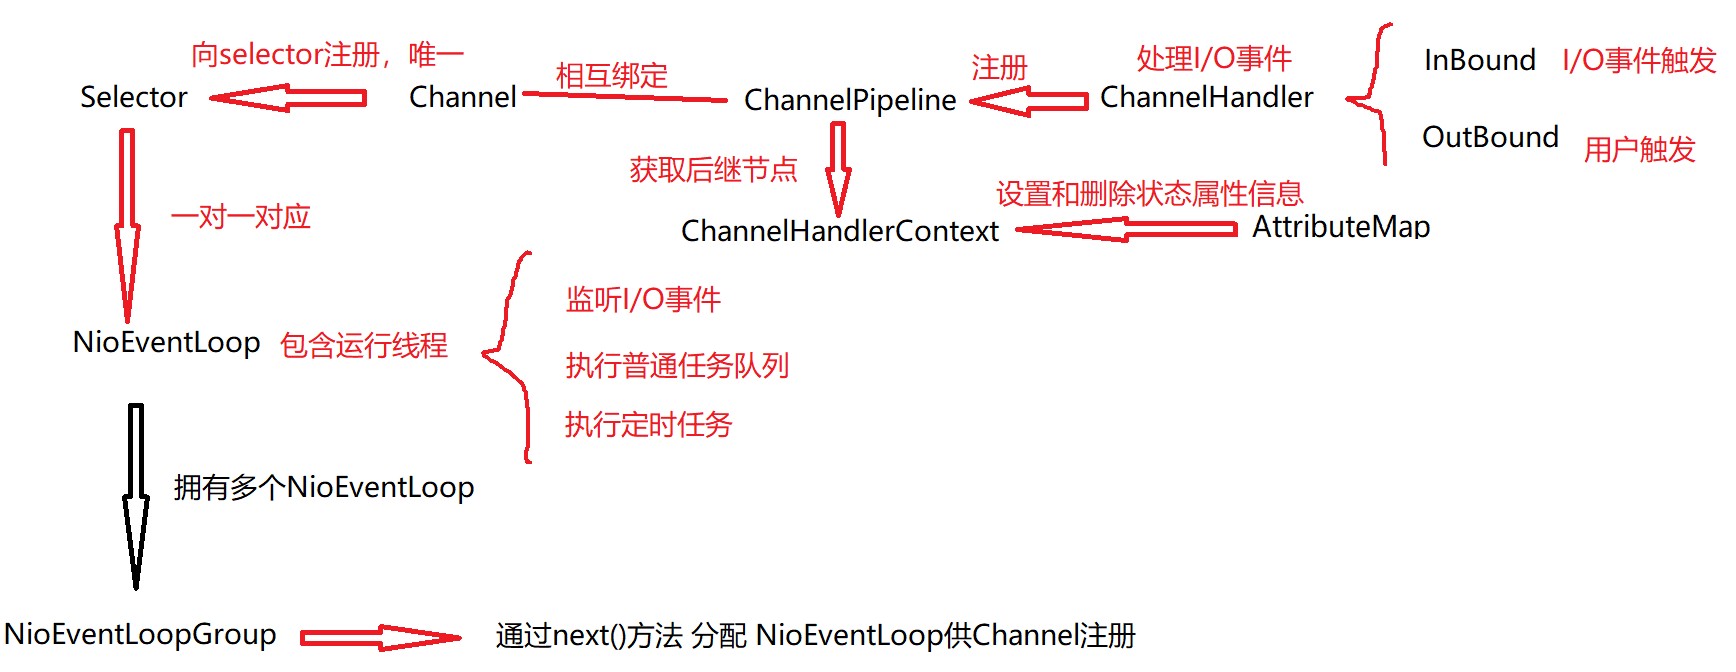 向selector注册，唯一
Selector
Channel
相互绑定
ChannelPipeline
注册
处理I/O事件
ChannelHandler
InBound
I/O事件触发
OutBound
用户触发
获取后继节点
设置和删除状态属性信息
ChannelHandlerContext
AttributeMap
一对一对应
NioEventLoop
包含运行线程
监听I/O事件
执行普通任务队列
执行定时任务
拥有多个NioEventLoop
NioEventLoopGroup
通过next()方法 分配 NioEventLoop供Channel注册